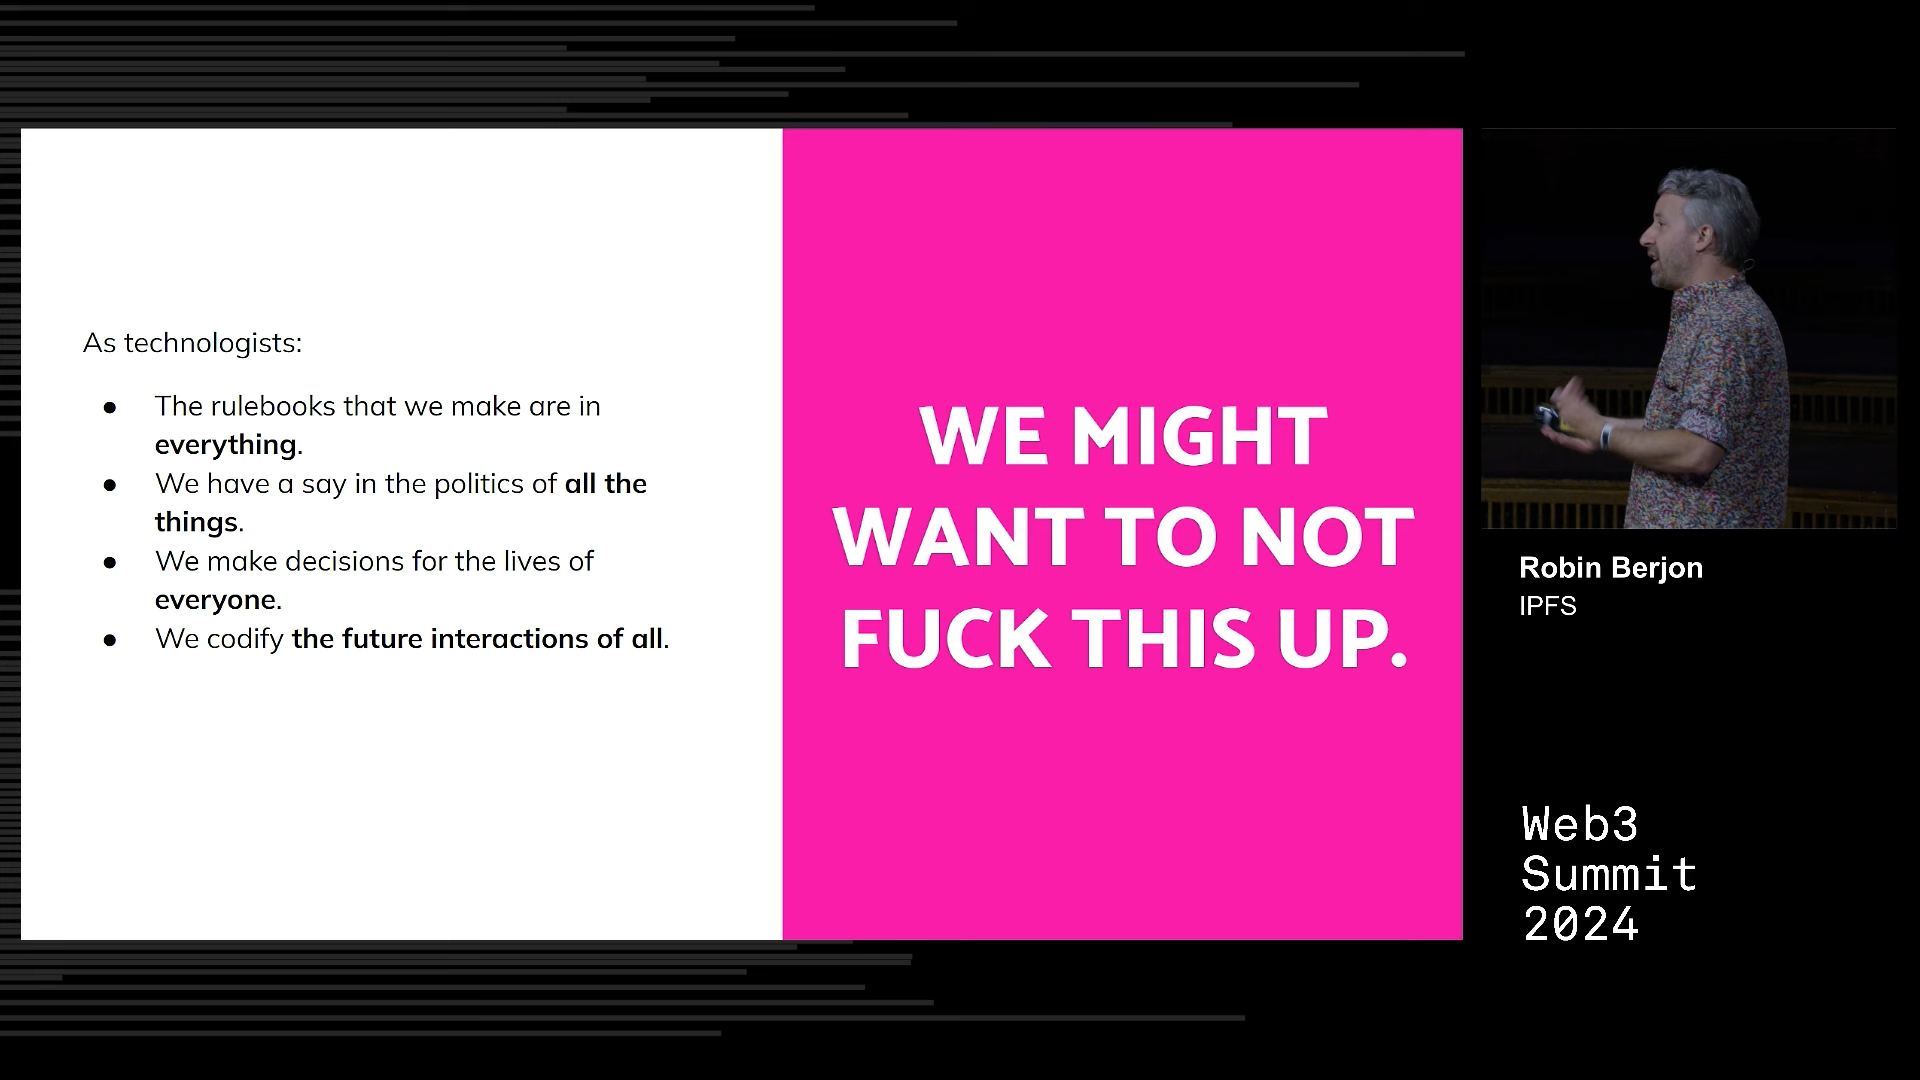 As technologists:
● The rulebooks that we make are in
everything.
● We have a say in the politics of all the
things.
● We make decisions for the lives of
everyone.
● We codify the future interactions of all.
WE MIGHT
WANT TO NOT
FUCK THIS UP.
Robin Berjon
IPFS
Web3
Summit
2024